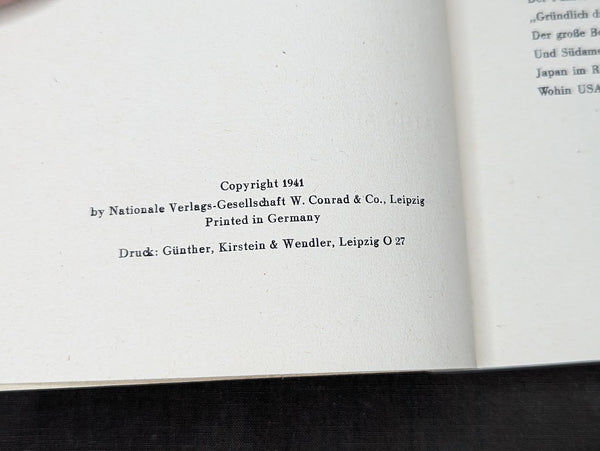 Copyright 1941
by Nationale Verlags-Gesellschaft W. Conrad & Co., Leipzig
Printed in Germany
Druck: Günther, Kirstein & Wendler, Leipzig O 27
„Gründlich
Der große
Und
Japan im
Wohin USA